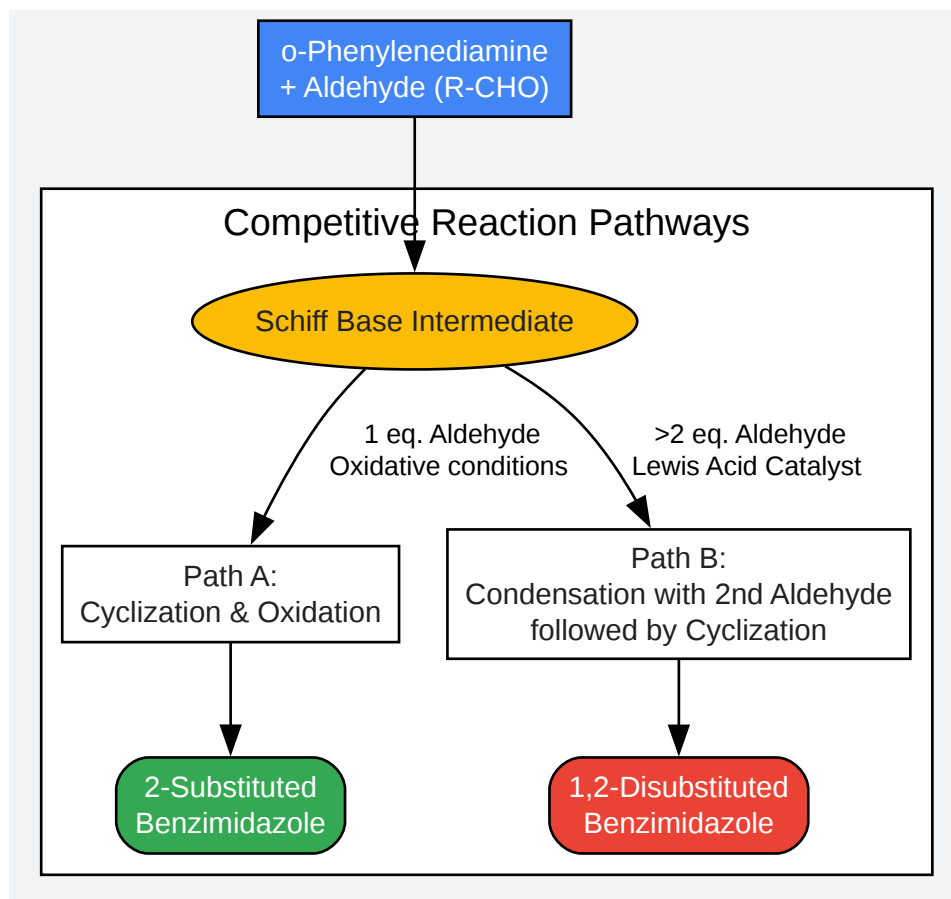 o-Phenylenediamine
+ Aldehyde (R-CHO)
Competitive Reaction Pathways
Schiff Base Intermediate
1 eq. Aldehyde
Oxidative conditions
>2 eq. Aldehyde
Lewis Acid Catalyst
Path A:
Cyclization & Oxidation
Path B:
Condensation with 2nd Aldehyde
followed by Cyclization
2-Substituted
Benzimidazole
1,2-Disubstituted
Benzimidazole